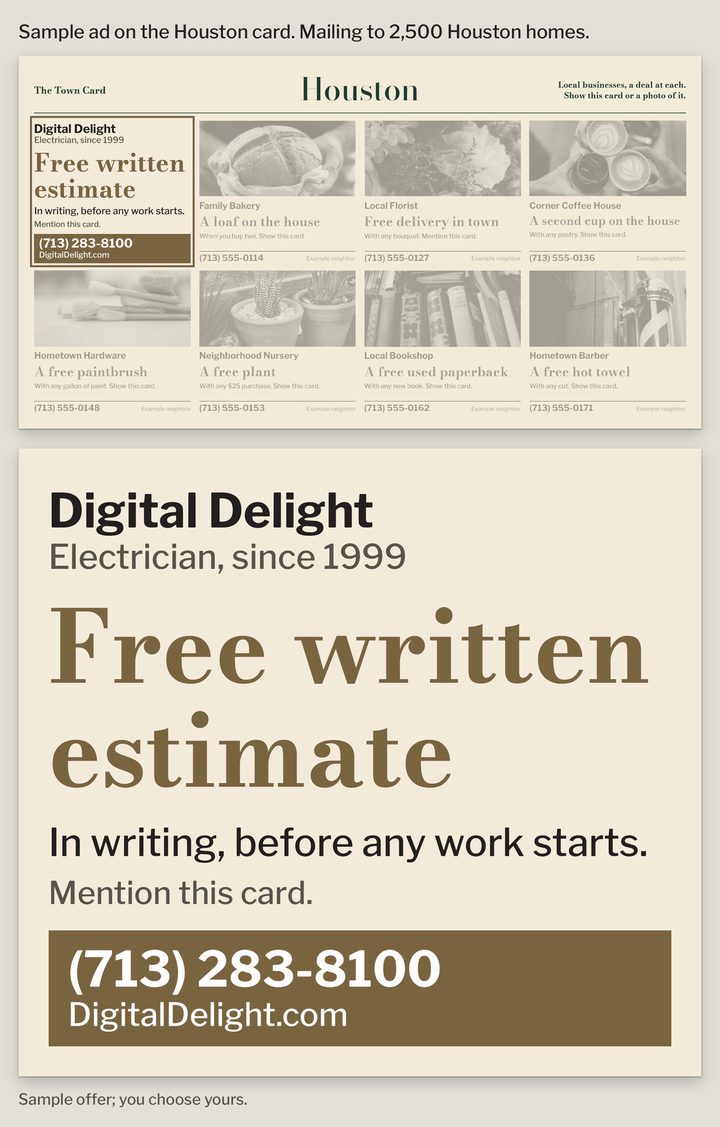 Sample ad on the Houston card. Mailing to 2,500 Houston homes.
The Town Card
Houston
Local businesses, a deal at each.
Show this card or a photo of it.
Digital Delight
Electrician, since 1999
Free written
estimate
In writing, before any work starts.
Mention this card.
(713) 283-8100
DigitalDelight.com
Family Bakery
A loaf on the house
When you buy two. Show this card.
(713) 555-0114
Example neighbor
Local Florist
Free delivery in town
With any bouquet. Mention this card.
(713) 555-0127
Example neighbor
Corner Coffee House
A second cup on the house
With any pastry. Show this card.
(713) 555-0136
Example neighbor
Hometown Hardware
A free paintbrush
With any gallon of paint. Show this card.
(713) 555-0148
Example neighbor
Neighborhood Nursery
A free plant
With any $25 purchase. Show this card.
(713) 555-0153
Example neighbor
Local Bookshop
A free used paperback
With any new book. Show this card.
(713) 555-0162
Example neighbor
Hometown Barber
A free hot towel
With any cut. Show this card.
(713) 555-0171
Example neighbor
Digital Delight
Electrician, since 1999
Free written
estimate
In writing, before any work starts.
Mention this card.
(713) 283-8100
DigitalDelight.com
Sample offer; you choose yours.